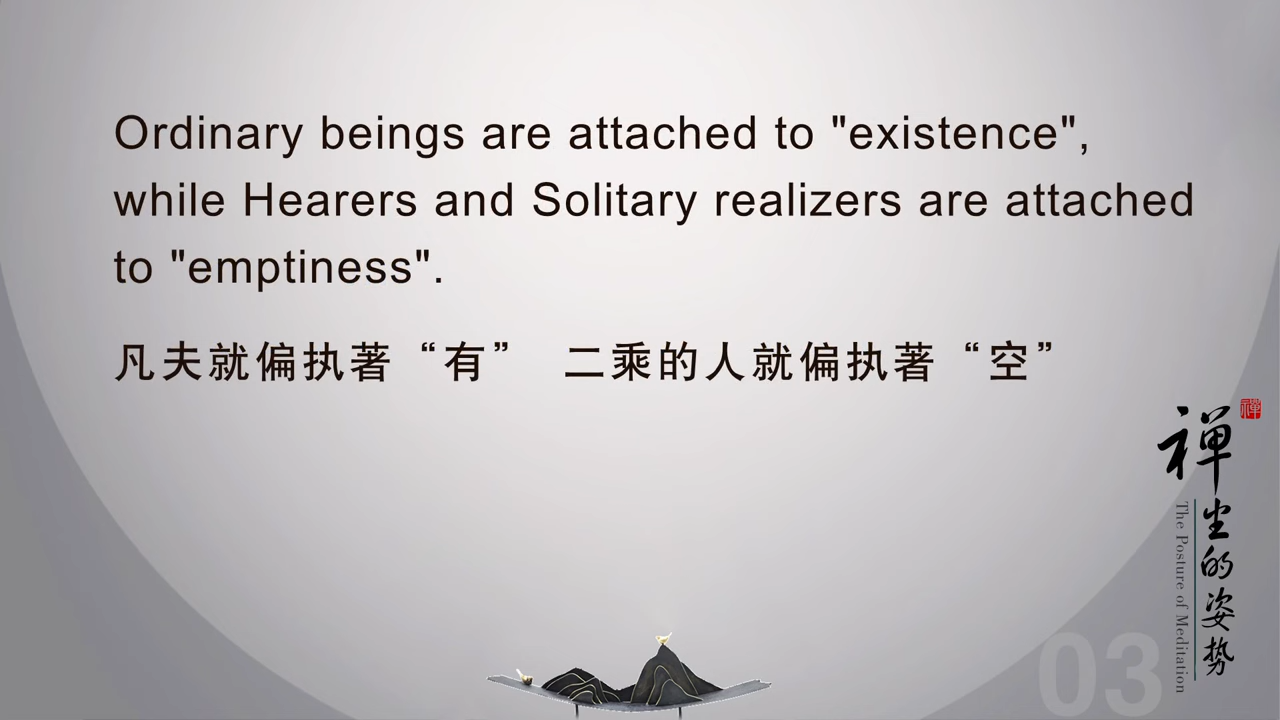 Ordinary beings are attached to "existence",
while Hearers and Solitary realizers are attached
to "emptiness".
凡夫就偏执著“有” 二乘的人就偏执著“空”
禅坐的姿势
The Posture of Meditation
禪
03